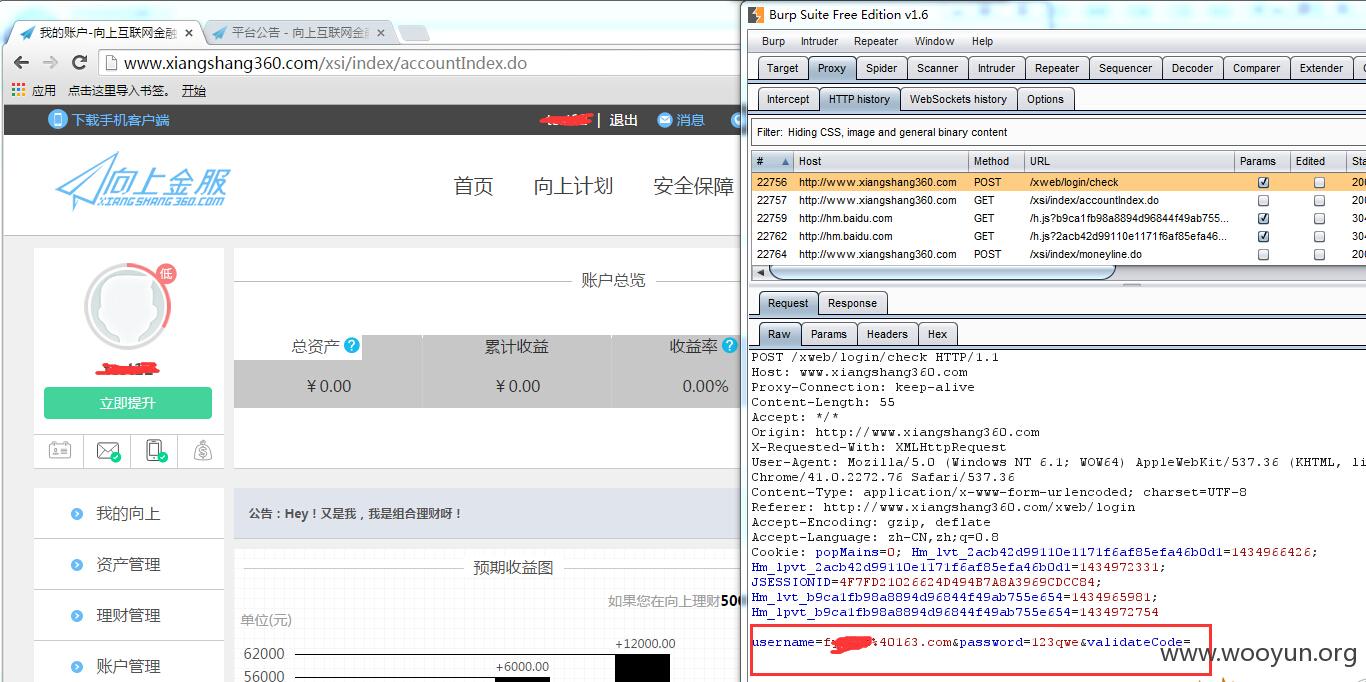 我的账户-向上互联网金融
平台公告 - 向上互联网金融
www.xiangshang360.com/xsi/index/accountIndex.do
应用 点击这里导入书签。 开始
下载手机客户端
| 退出 消息
向上金服
XIANGSHANG360.COM
首页 向上计划 安全保障
低
立即提升
我的向上
资产管理
理财管理
账户管理
账户总览
总资产 ? 累计收益 收益率 ?
¥ 0.00 ¥ 0.00 0.00%
公告：Hey！又是我，我是组合理财呀！
预期收益图
如果您在向上理财500
单位(元)
+12000.00
62000
+6000.00
56000
Burp Suite Free Edition v1.6
Burp Intruder Repeater Window Help
Target Proxy Spider Scanner Intruder Repeater Sequencer Decoder Comparer Extender
Intercept HTTP history WebSockets history Options
Filter: Hiding CSS, image and general binary content
# Host Method URL Params Edited Sta
22756 http://www.xiangshang360.com POST /xweb/login/check 200
22757 http://www.xiangshang360.com GET /xsi/index/accountIndex.do 200
22759 http://hm.baidu.com GET /h.js?b9ca1fb98a8894d96844f49ab755... 304
22762 http://hm.baidu.com GET /h.js?2acb42d99110e1171f6af85efa46... 304
22764 http://www.xiangshang360.com POST /xsi/index/moneyline.do 200
Request Response
Raw Params Headers Hex
POST /xweb/login/check HTTP/1.1
Host: www.xiangshang360.com
Proxy-Connection: keep-alive
Content-Length: 55
Accept: */*
Origin: http://www.xiangshang360.com
X-Requested-With: XMLHttpRequest
User-Agent: Mozilla/5.0 (Windows NT 6.1; WOW64) AppleWebKit/537.36 (KHTML, li
Chrome/41.0.2272.76 Safari/537.36
Content-Type: application/x-www-form-urlencoded; charset=UTF-8
Referer: http://www.xiangshang360.com/xweb/login
Accept-Encoding: gzip, deflate
Accept-Language: zh-CN,zh;q=0.8
Cookie: popMains=0; Hm_lvt_2acb42d99110e1171f6af85efa46b0d1=1434966426;
Hm_lpvt_2acb42d99110e1171f6af85efa46b0d1=1434972331;
JSESSIONID=4F7FD21026624D494B7A8A3969CDCC84;
Hm_lvt_b9ca1fb98a8894d96844f49ab755e654=1434965981;
Hm_lpvt_b9ca1fb98a8894d96844f49ab755e654=1434972754
username=f %40163.com&password=123qwe&validateCode=
www.wooyun.org